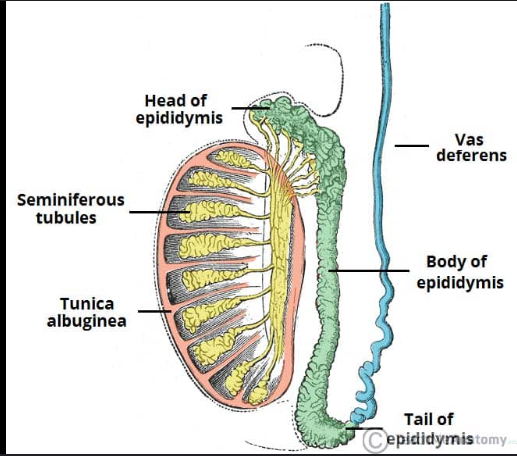 Head of
epididymis
Vas
deferens
Seminiferous
tubules
Body of
epididymis
Tunica
albuginea
Tail of
epididymis